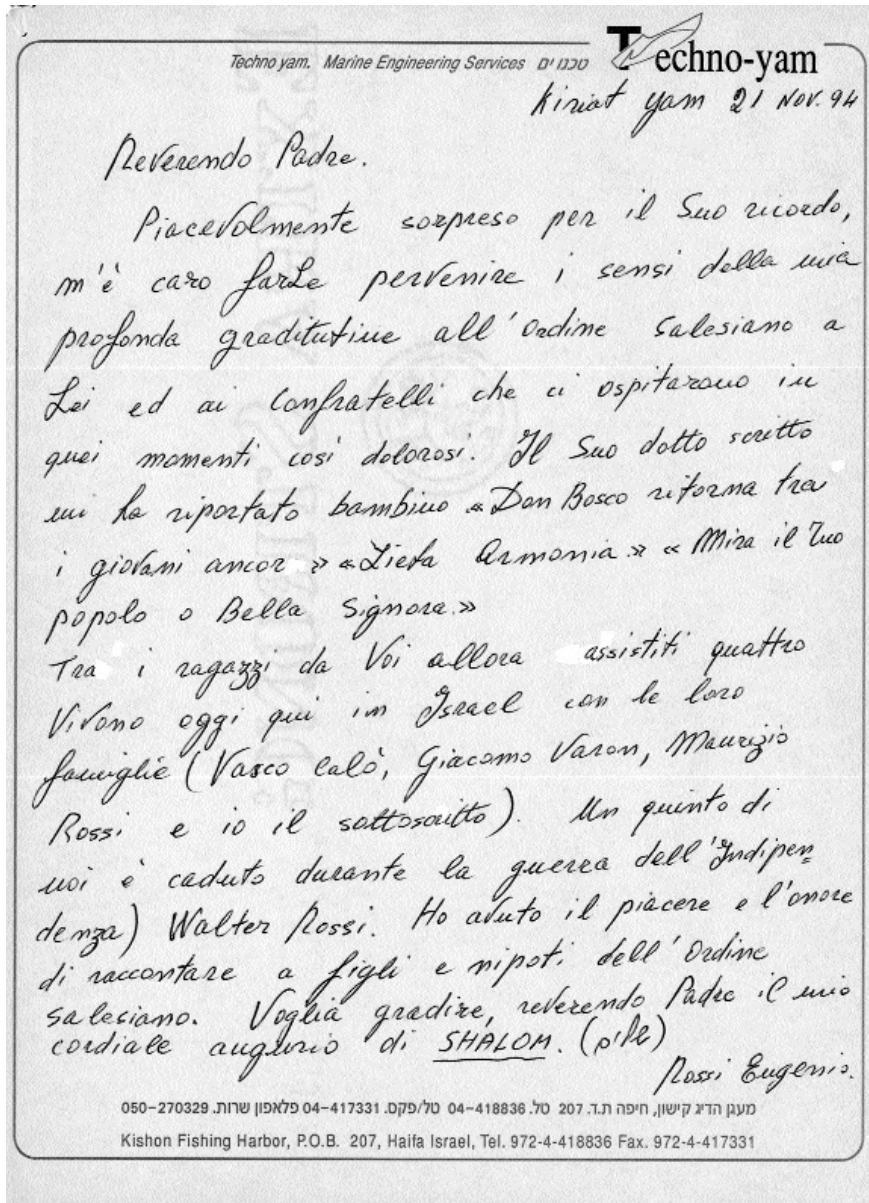 Techno yam. Marine Engineering Services טכנו ים
Techno-yam
Kiriat Yam 21 NOV. 94
Reverendo Padre.
Piacevolmente sorpreso per il Suo ricordo,
m'è caro farLe pervenire i sensi della mia
profonda graditutine all'Ordine Salesiano a
Lei ed ai Confratelli che ci ospitarono in
quei momenti così dolorosi. Il Suo dotto scritto
mi ha riportato bambino «Don Bosco ritorna tra
i giovani ancor» «Lieta Armonia» «Mira il Tuo
popolo o Bella Signora.»
Tra i ragazzi da Voi allora assistiti quattro
Vivono oggi qui in Israel con le loro
famiglie (Vasco Calò, Giacomo Varon, Maurizio
Rossi e io il sottoscritto). Un quinto di
noi è caduto durante la guerra dell'Indipen=
denza) Walter Rossi. Ho avuto il piacere e l'onore
di raccontare a figli e nipoti dell'Ordine
salesiano. Voglia gradire, reverendo Padre il mio
cordiale augurio di SHALOM. (שלום)
Rossi Eugenio.
מעגן הדיג קישון, חיפה ת.ד. 207 טל. 04-418836 טל/פקס. 04-417331 פלאפון שרות. 050-270329
Kishon Fishing Harbor, P.O.B. 207, Haifa Israel, Tel. 972-4-418836 Fax. 972-4-417331